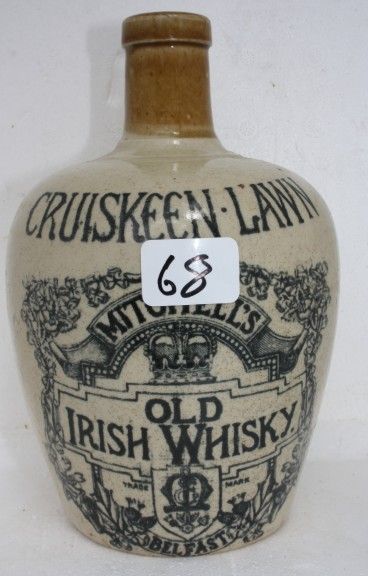 CRUISKEEN · LAWN
68
MITCHELL'S
OLD
IRISH WHISKY.
TRADE MARK
BELFAST